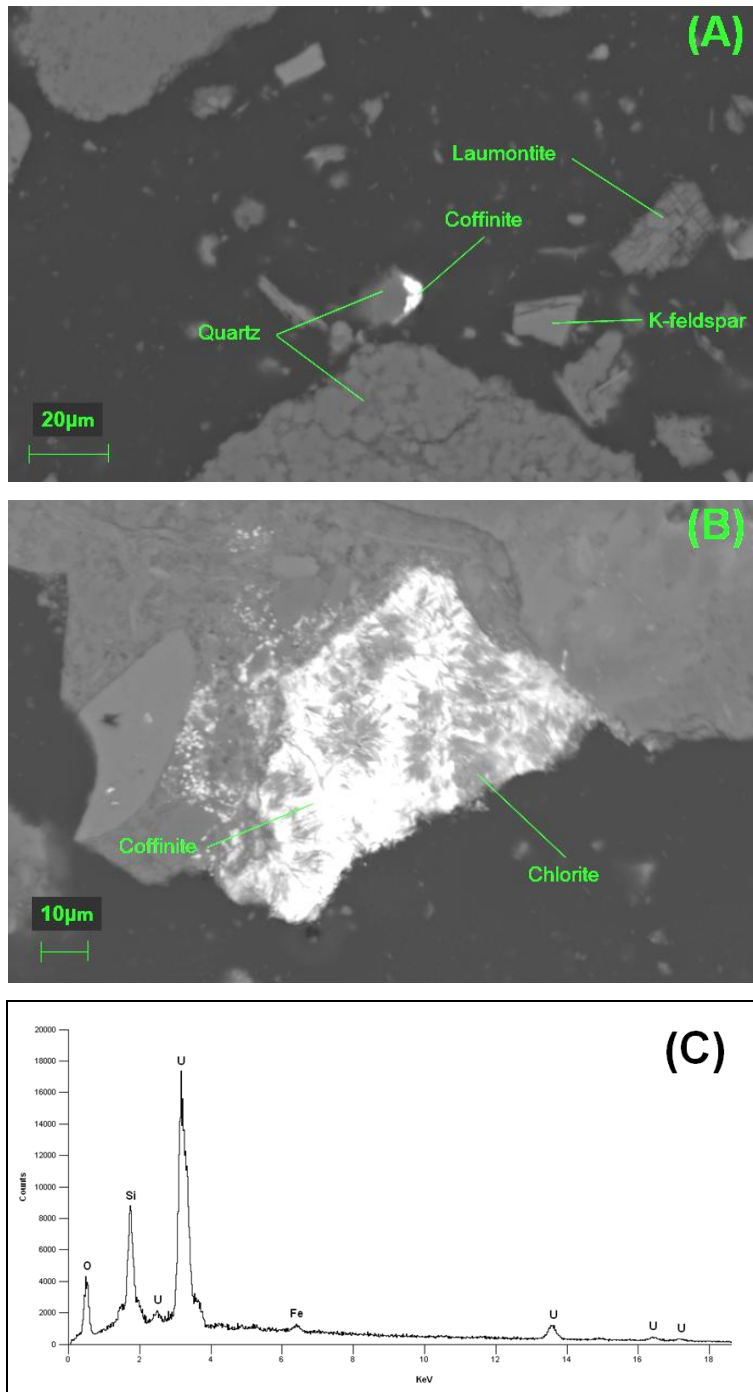 (A)
Laumontite
Coffinite
Quartz
K-feldspar
20µm
(B)
Coffinite
Chlorite
10µm
(C)
20000
18000
16000
14000
12000
10000
8000
6000
4000
2000
0
Counts
O
Si
U
U
Fe
U
U
U
0 2 4 6 8 10 12 14 16 18
KeV